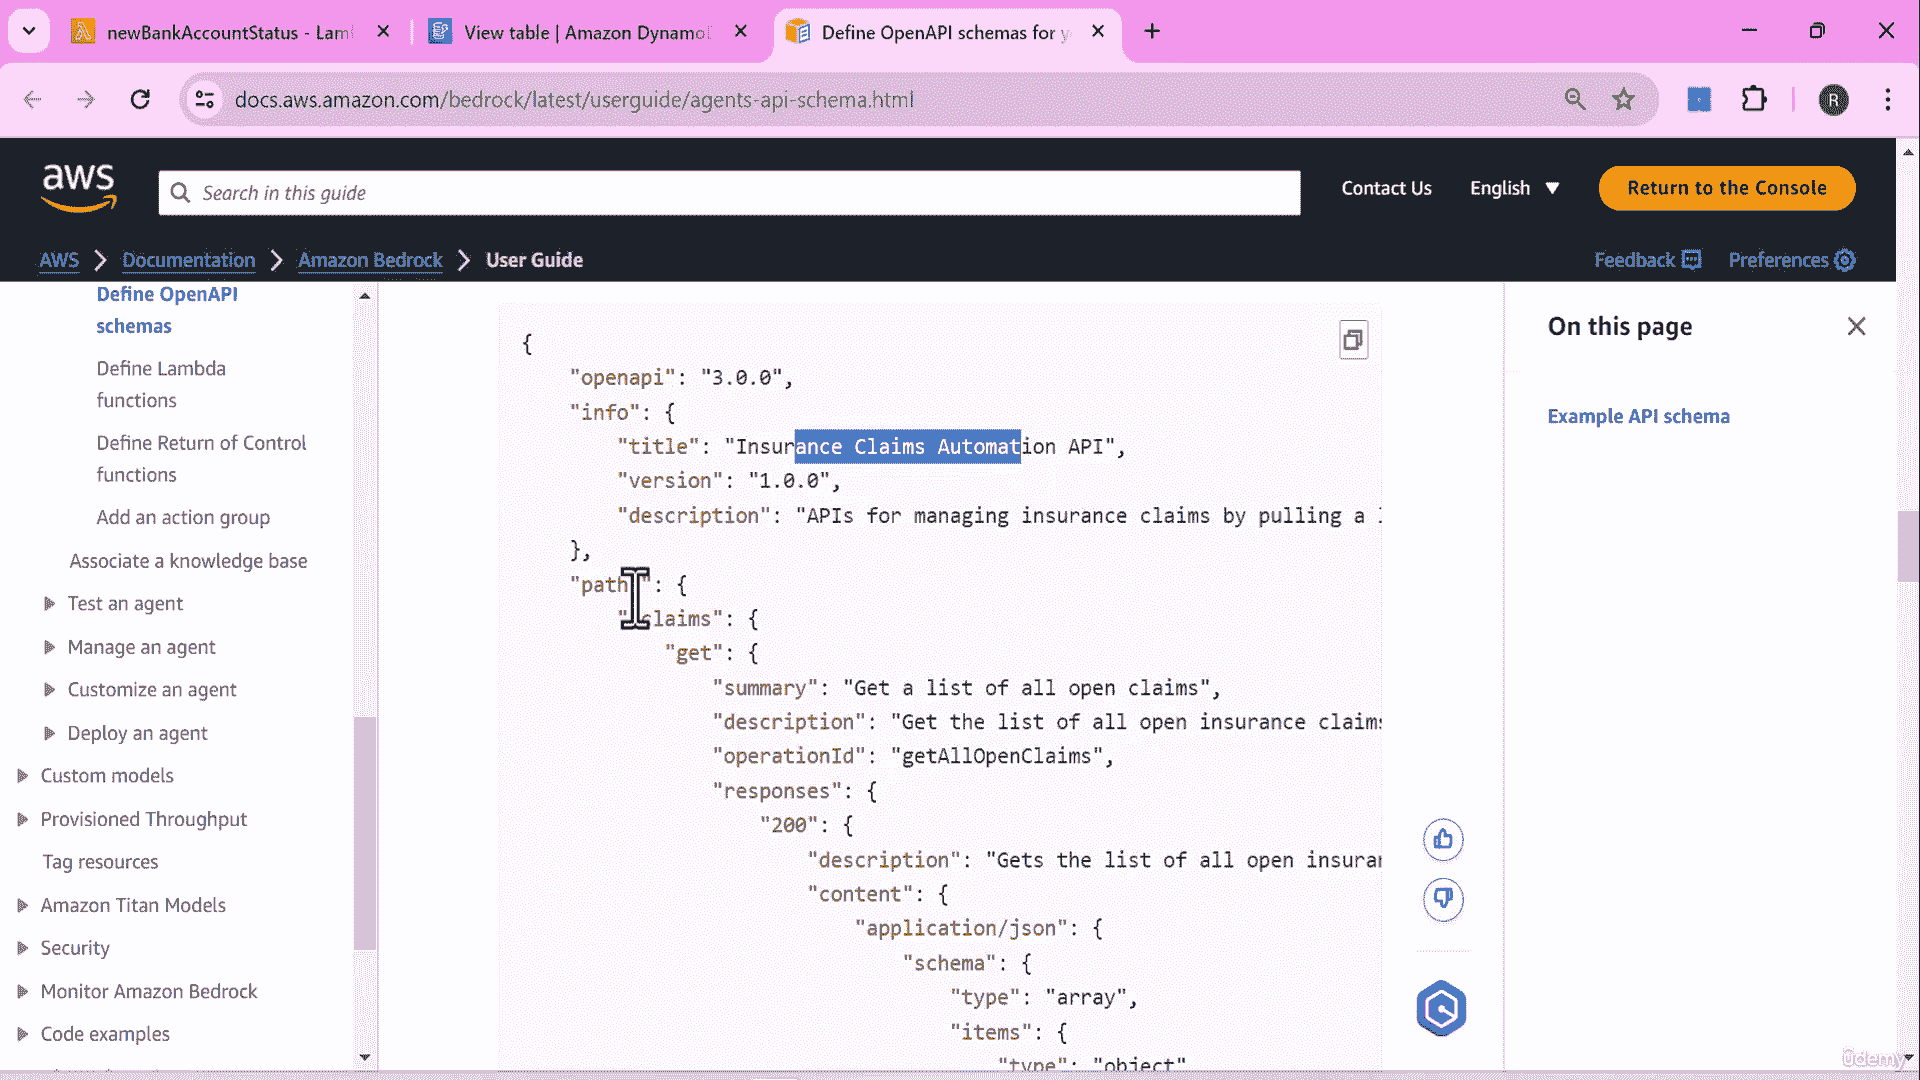 newBankAccountStatus - Lam
View table | Amazon Dynamo
Define OpenAPI schemas for y
docs.aws.amazon.com/bedrock/latest/userguide/agents-api-schema.html
R
aws
Search in this guide
Contact Us
English
Return to the Console
AWS
Documentation
Amazon Bedrock
User Guide
Feedback
Preferences
Define OpenAPI
schemas
Define Lambda
functions
Define Return of Control
functions
Add an action group
Associate a knowledge base
Test an agent
Manage an agent
Customize an agent
Deploy an agent
Custom models
Provisioned Throughput
Tag resources
Amazon Titan Models
Security
Monitor Amazon Bedrock
Code examples
{
"openapi": "3.0.0",
"info": {
"title": "Insurance Claims Automation API",
"version": "1.0.0",
"description": "APIs for managing insurance claims by pulling a
},
"path": {
"claims": {
"get": {
"summary": "Get a list of all open claims",
"description": "Get the list of all open insurance claims
"operationId": "getAllOpenClaims",
"responses": {
"200": {
"description": "Gets the list of all open insuran
"content": {
"application/json": {
"schema": {
"type": "array",
"items": {
"type": "object"
On this page
Example API schema
ûdemy